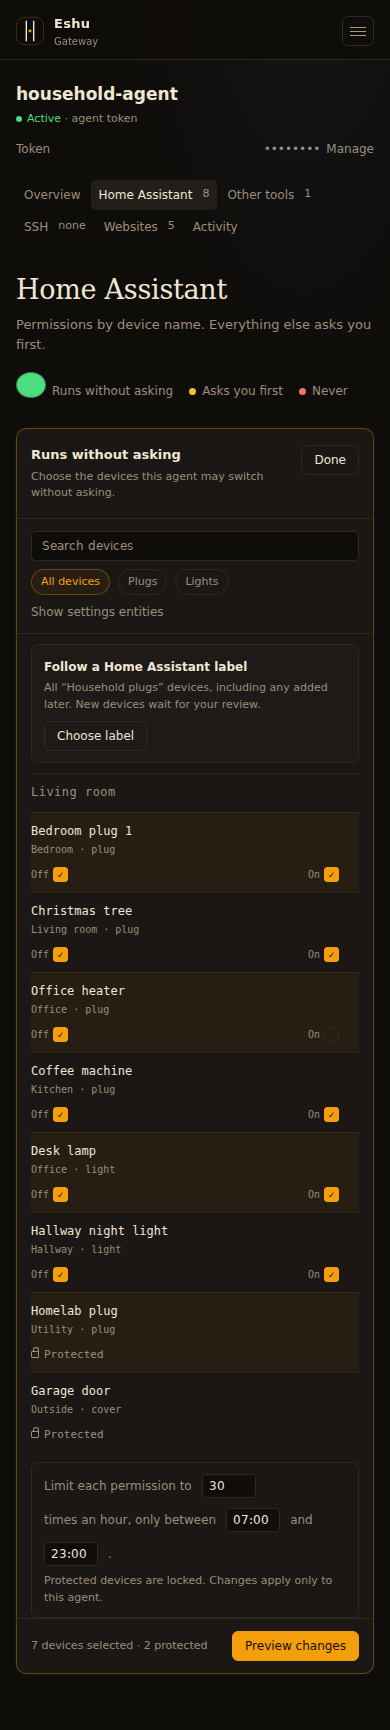 Eshu
Gateway
household-agent
Active · agent token
Token •••••••• Manage
Overview Home Assistant 8 Other tools 1
SSH none Websites 5 Activity
Home Assistant
Permissions by device name. Everything else asks you
first.
Runs without asking Asks you first Never
Runs without asking Done
Choose the devices this agent may switch
without asking.
Search devices
All devices Plugs Lights
Show settings entities
Follow a Home Assistant label
All “Household plugs” devices, including any added
later. New devices wait for your review.
Choose label
Living room
Bedroom plug 1
Bedroom · plug
Off ✓ On ✓
Christmas tree
Living room · plug
Off ✓ On ✓
Office heater
Office · plug
Off ✓ On
Coffee machine
Kitchen · plug
Off ✓ On ✓
Desk lamp
Office · light
Off ✓ On ✓
Hallway night light
Hallway · light
Off ✓ On ✓
Homelab plug
Utility · plug
Protected
Garage door
Outside · cover
Protected
Limit each permission to 30
times an hour, only between 07:00 and
23:00 .
Protected devices are locked. Changes apply only to
this agent.
7 devices selected · 2 protected Preview changes